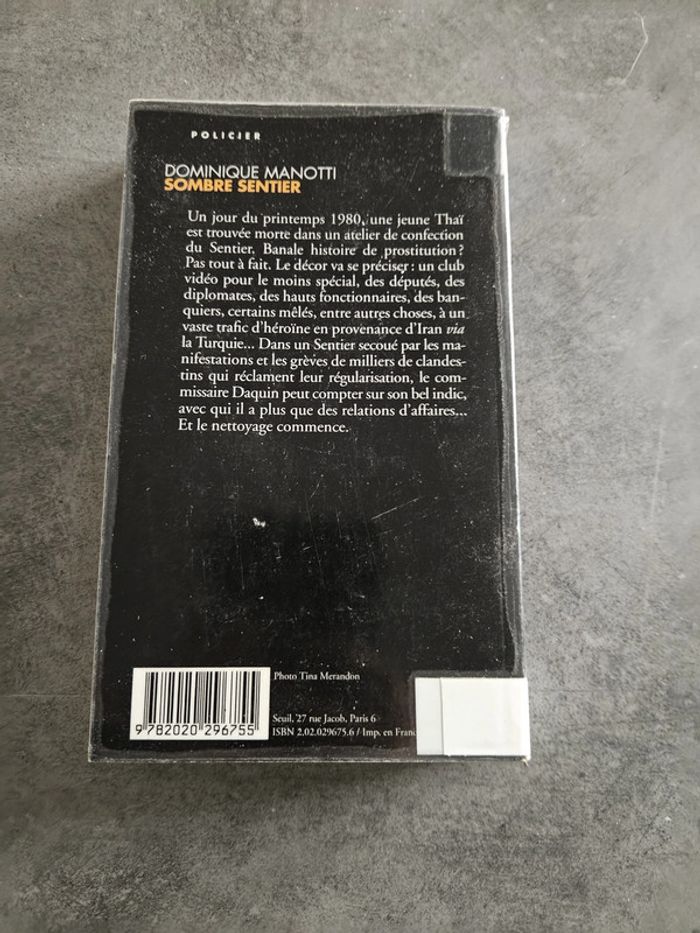 POLICIER
DOMINIQUE MANOTTI
SOMBRE SENTIER
Un jour du printemps 1980, une jeune Thaï
est trouvée morte dans un atelier de confection
du Sentier. Banale histoire de prostitution ?
Pas tout à fait. Le décor va se préciser : un club
vidéo pour le moins spécial, des députés, des
diplomates, des hauts fonctionnaires, des ban-
quiers, certains mêlés, entre autres choses, à un
vaste trafic d'héroïne en provenance d'Iran via
la Turquie... Dans un Sentier secoué par les ma-
nifestations et les grèves de milliers de clandes-
tins qui réclament leur régularisation, le com-
missaire Daquin peut compter sur son bel indic,
avec qui il a plus que des relations d'affaires...
Et le nettoyage commence.
Photo Tina Merandon
Seuil, 27 rue Jacob, Paris 6
ISBN 2.02.029675.6 / Imp. en Franc
9 782020 296755